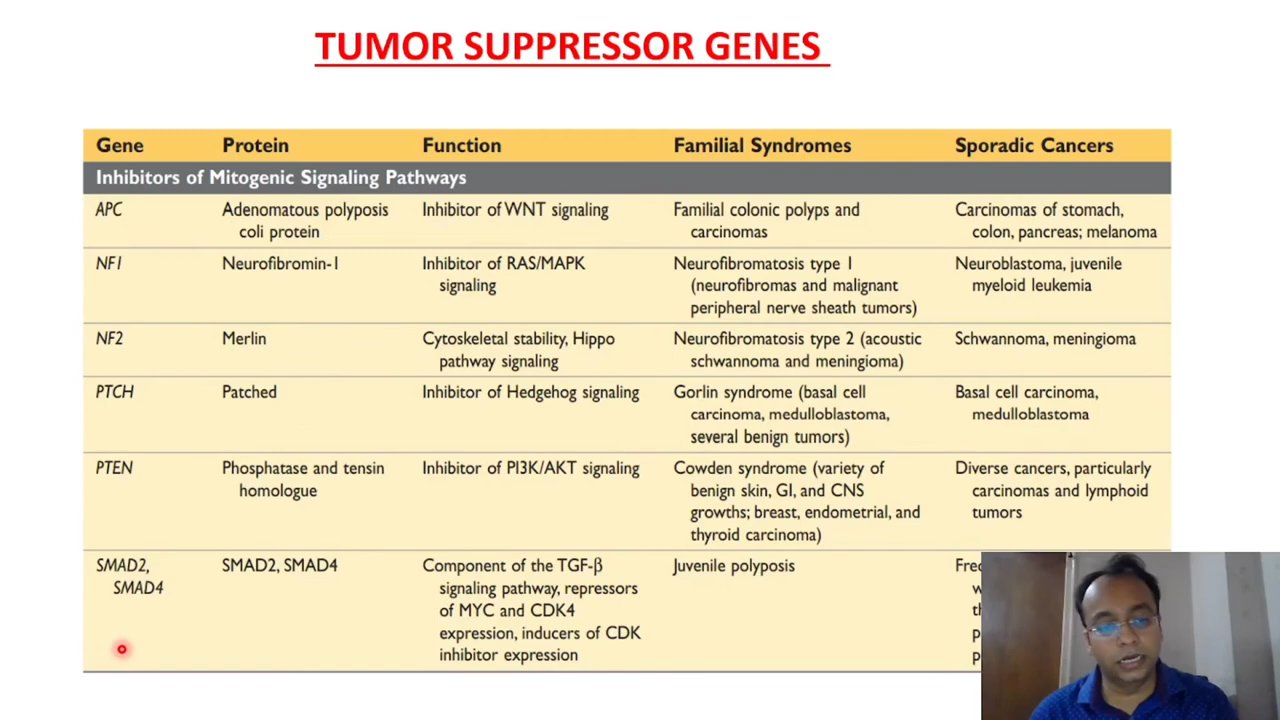 TUMOR SUPPRESSOR GENES
Gene Protein Function Familial Syndromes Sporadic Cancers
Inhibitors of Mitogenic Signaling Pathways
APC Adenomatous polyposis Inhibitor of WNT signaling Familial colonic polyps and Carcinomas of stomach,
coli protein carcinomas colon, pancreas; melanoma
NF1 Neurofibromin-1 Inhibitor of RAS/MAPK Neurofibromatosis type 1 Neuroblastoma, juvenile
signaling (neurofibromas and malignant myeloid leukemia
peripheral nerve sheath tumors)
NF2 Merlin Cytoskeletal stability, Hippo Neurofibromatosis type 2 (acoustic Schwannoma, meningioma
pathway signaling schwannoma and meningioma)
PTCH Patched Inhibitor of Hedgehog signaling Gorlin syndrome (basal cell Basal cell carcinoma,
carcinoma, medulloblastoma, medulloblastoma
several benign tumors)
PTEN Phosphatase and tensin Inhibitor of PI3K/AKT signaling Cowden syndrome (variety of Diverse cancers, particularly
homologue benign skin, GI, and CNS carcinomas and lymphoid
growths; breast, endometrial, and tumors
thyroid carcinoma)
SMAD2, SMAD2, SMAD4 Component of the TGF-β Juvenile polyposis
SMAD4 signaling pathway, repressors
of MYC and CDK4
expression, inducers of CDK
inhibitor expression